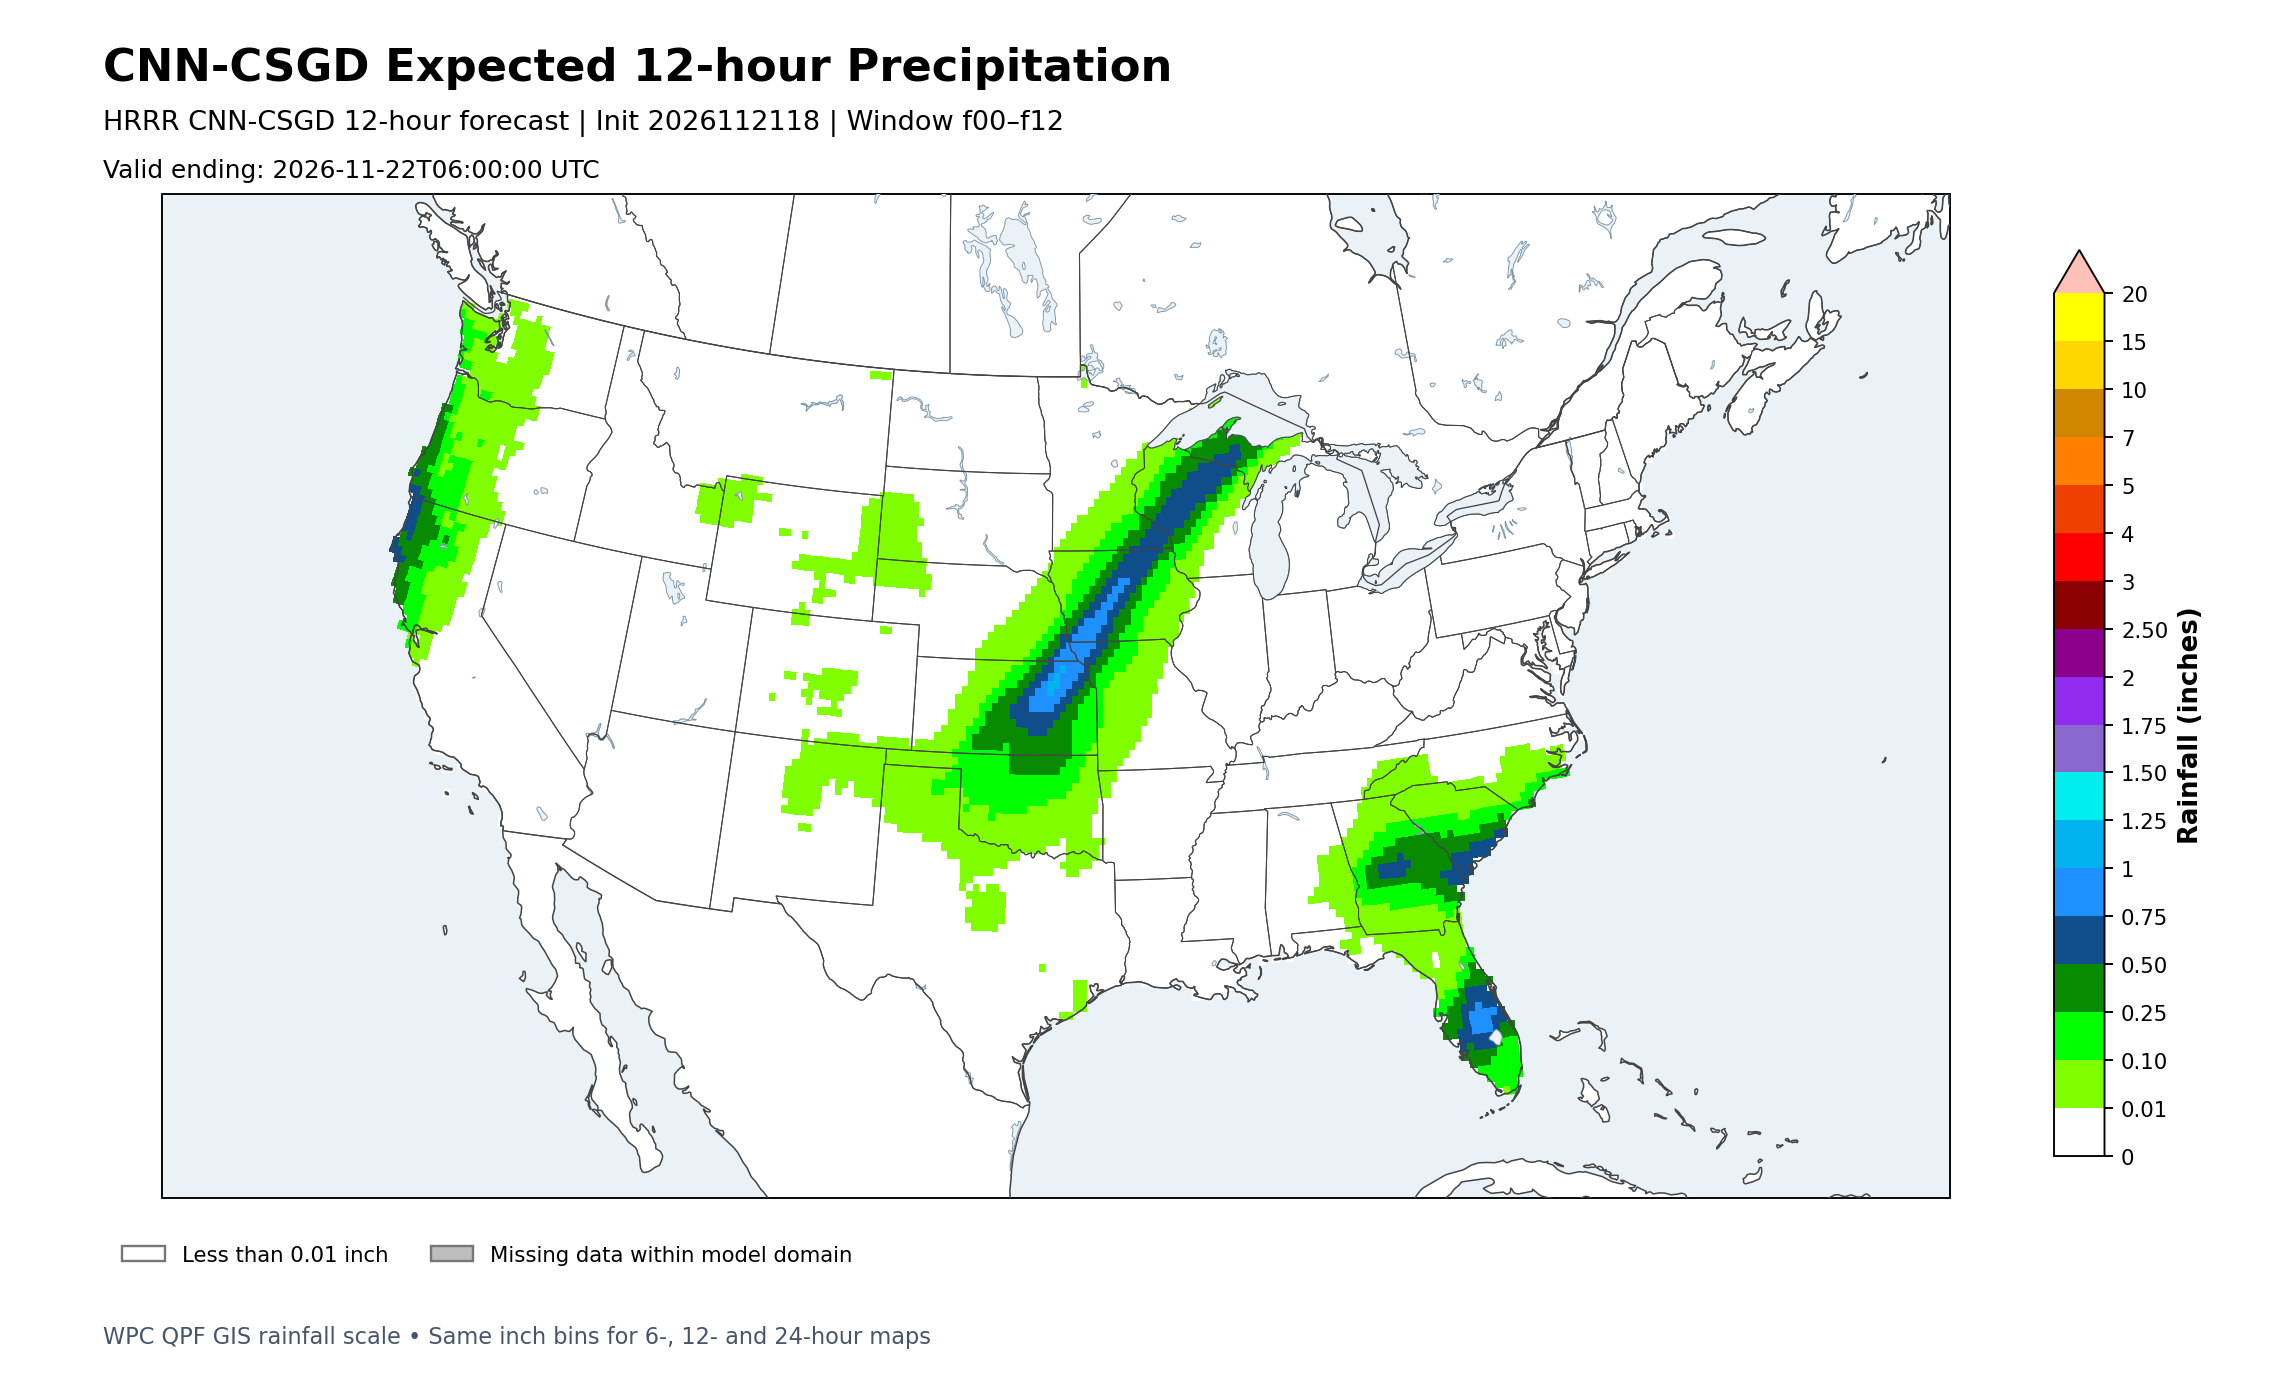 CNN-CSGD Expected 12-hour Precipitation
HRRR CNN-CSGD 12-hour forecast | Init 2026112118 | Window f00–f12
Valid ending: 2026-11-22T06:00:00 UTC
20
15
10
7
5
4
3
2.50
2
1.75
1.50
1.25
1
0.75
0.50
0.25
0.10
0.01
0
Rainfall (inches)
Less than 0.01 inch
Missing data within model domain
WPC QPF GIS rainfall scale • Same inch bins for 6-, 12- and 24-hour maps